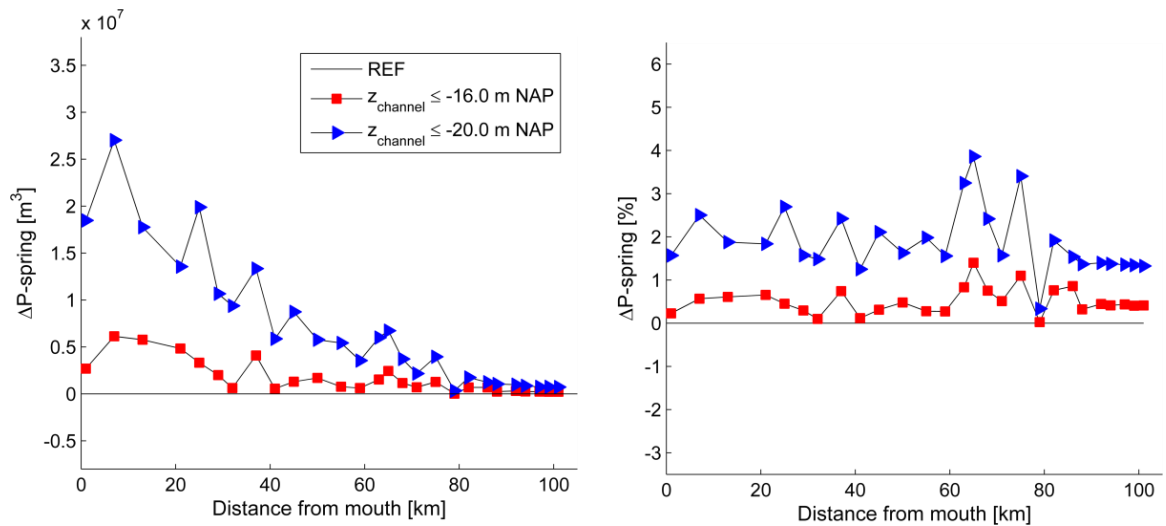 x 10⁷
3.5
3
2.5
2
1.5
1
0.5
0
-0.5
0 20 40 60 80 100
Distance from mouth [km]
ΔP-spring [m³]
REF
z_channel ≤ -16.0 m NAP
z_channel ≤ -20.0 m NAP
6
5
4
3
2
1
0
-1
-2
-3
0 20 40 60 80 100
Distance from mouth [km]
ΔP-spring [%]